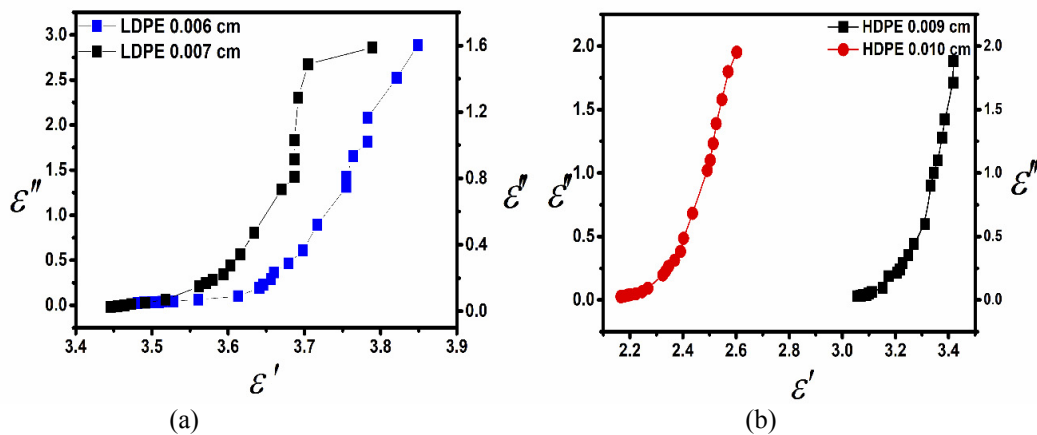 LDPE 0.006 cm
LDPE 0.007 cm
3.0
2.5
2.0
1.5
1.0
0.5
0.0
ε"
1.6
1.2
0.8
0.4
0.0
ε"
3.4 3.5 3.6 3.7 3.8 3.9
ε'
(a)
HDPE 0.009 cm
HDPE 0.010 cm
2.0
1.5
1.0
0.5
0.0
ε"
2.0
1.5
1.0
0.5
0.0
ε"
2.2 2.4 2.6 2.8 3.0 3.2 3.4
ε'
(b)